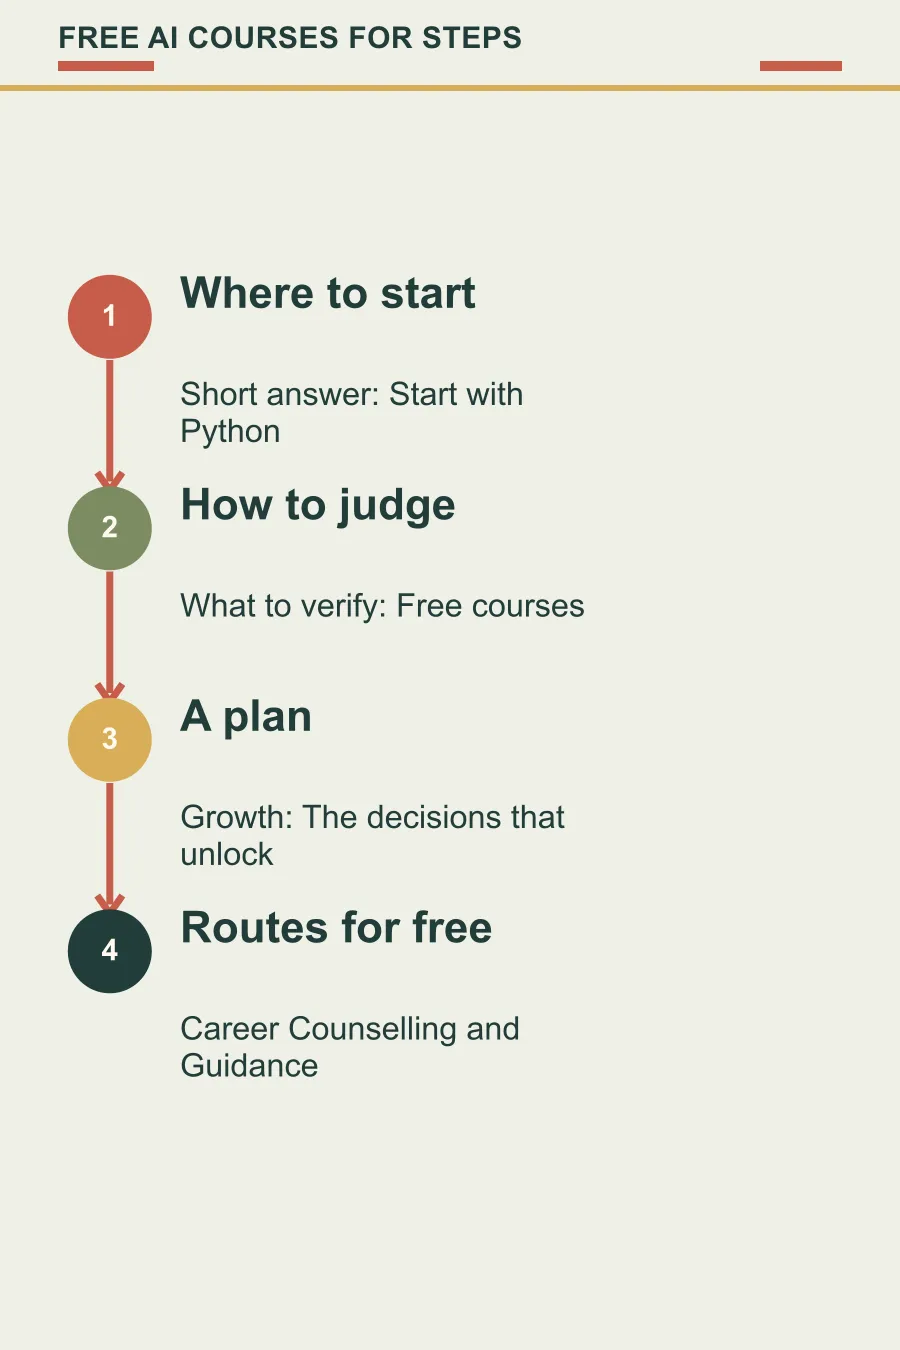 FREE AI COURSES FOR STEPS
1
Where to start
Short answer: Start with
Python
2
How to judge
What to verify: Free courses
3
A plan
Growth: The decisions that
unlock
4
Routes for free
Career Counselling and
Guidance